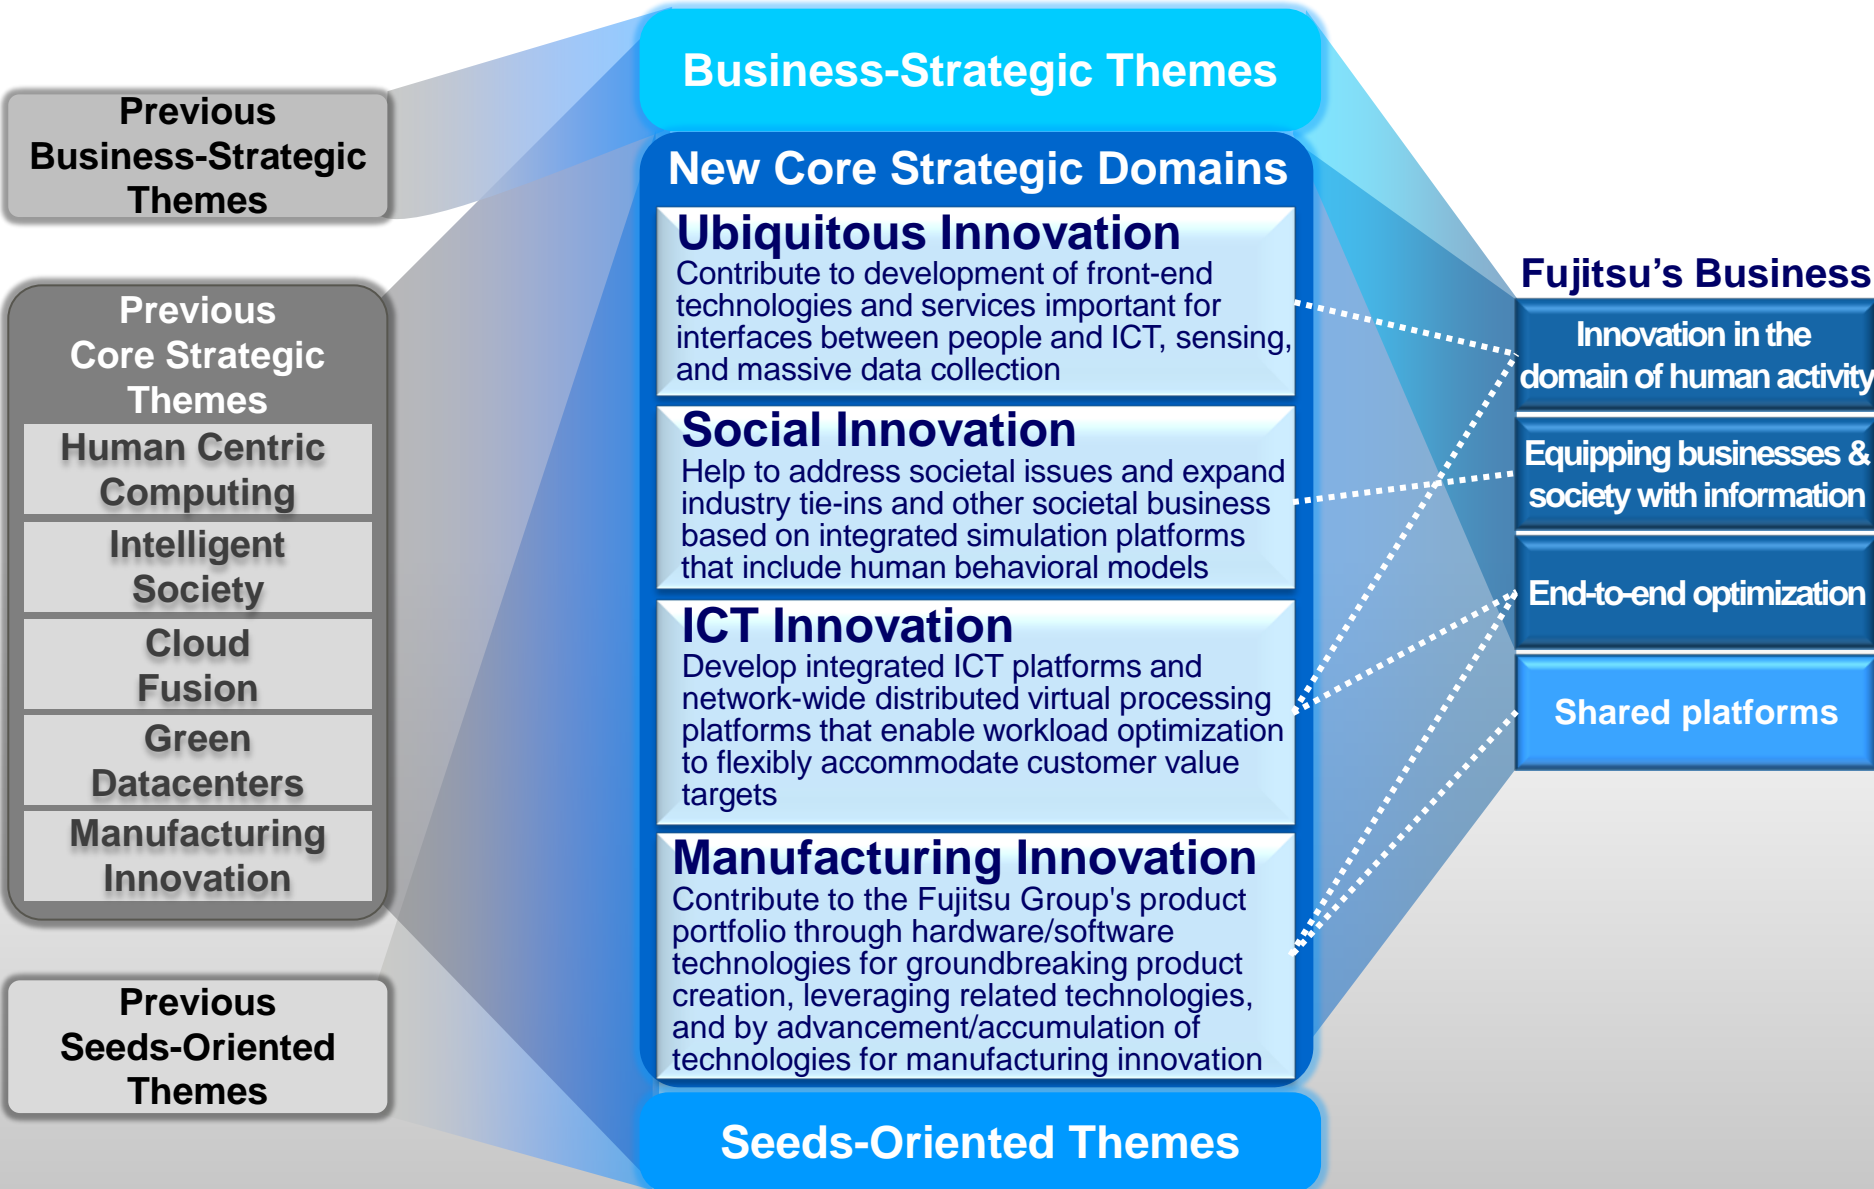 Previous
Business-Strategic
Themes
Previous
Core Strategic
Themes
Human Centric
Computing
Intelligent
Society
Cloud
Fusion
Green
Datacenters
Manufacturing
Innovation
Previous
Seeds-Oriented
Themes
Business-Strategic Themes
New Core Strategic Domains
Ubiquitous Innovation
Contribute to development of front-end
technologies and services important for
interfaces between people and ICT, sensing,
and massive data collection
Social Innovation
Help to address societal issues and expand
industry tie-ins and other societal business
based on integrated simulation platforms
that include human behavioral models
ICT Innovation
Develop integrated ICT platforms and
network-wide distributed virtual processing
platforms that enable workload optimization
to flexibly accommodate customer value
targets
Manufacturing Innovation
Contribute to the Fujitsu Group's product
portfolio through hardware/software
technologies for groundbreaking product
creation, leveraging related technologies,
and by advancement/accumulation of
technologies for manufacturing innovation
Seeds-Oriented Themes
Fujitsu’s Business
Innovation in the
domain of human activity
Equipping businesses &
society with information
End-to-end optimization
Shared platforms